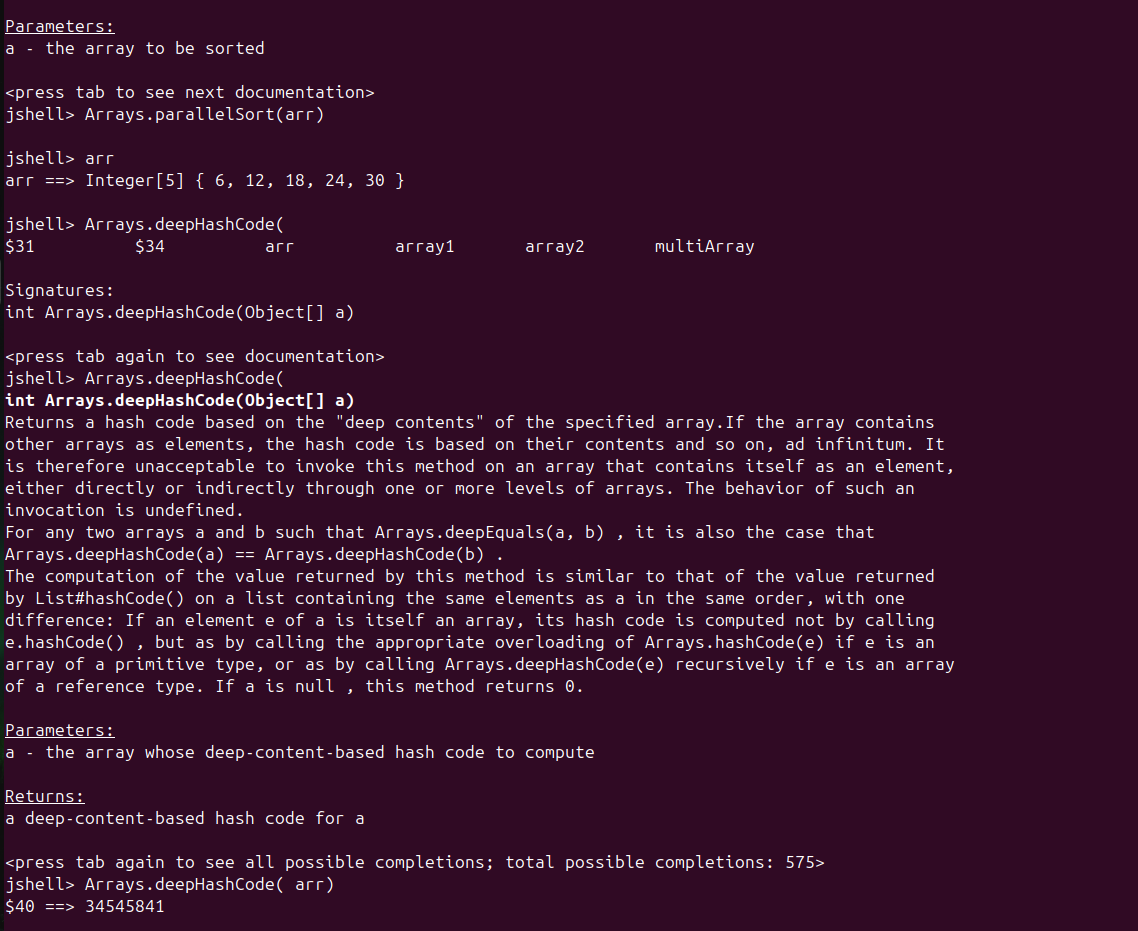 Parameters:
a - the array to be sorted
<press tab to see next documentation>
jshell> Arrays.parallelSort(arr)
jshell> arr
arr ==> Integer[5] { 6, 12, 18, 24, 30 }
jshell> Arrays.deepHashCode(
$31 $34 arr array1 array2 multiArray
Signatures:
int Arrays.deepHashCode(Object[] a)
<press tab again to see documentation>
jshell> Arrays.deepHashCode(
int Arrays.deepHashCode(Object[] a)
Returns a hash code based on the "deep contents" of the specified array.If the array contains
other arrays as elements, the hash code is based on their contents and so on, ad infinitum. It
is therefore unacceptable to invoke this method on an array that contains itself as an element,
either directly or indirectly through one or more levels of arrays. The behavior of such an
invocation is undefined.
For any two arrays a and b such that Arrays.deepEquals(a, b) , it is also the case that
Arrays.deepHashCode(a) == Arrays.deepHashCode(b) .
The computation of the value returned by this method is similar to that of the value returned
by List#hashCode() on a list containing the same elements as a in the same order, with one
difference: If an element e of a is itself an array, its hash code is computed not by calling
e.hashCode() , but as by calling the appropriate overloading of Arrays.hashCode(e) if e is an
array of a primitive type, or as by calling Arrays.deepHashCode(e) recursively if e is an array
of a reference type. If a is null , this method returns 0.
Parameters:
a - the array whose deep-content-based hash code to compute
Returns:
a deep-content-based hash code for a
<press tab again to see all possible completions; total possible completions: 575>
jshell> Arrays.deepHashCode( arr)
$40 ==> 34545841